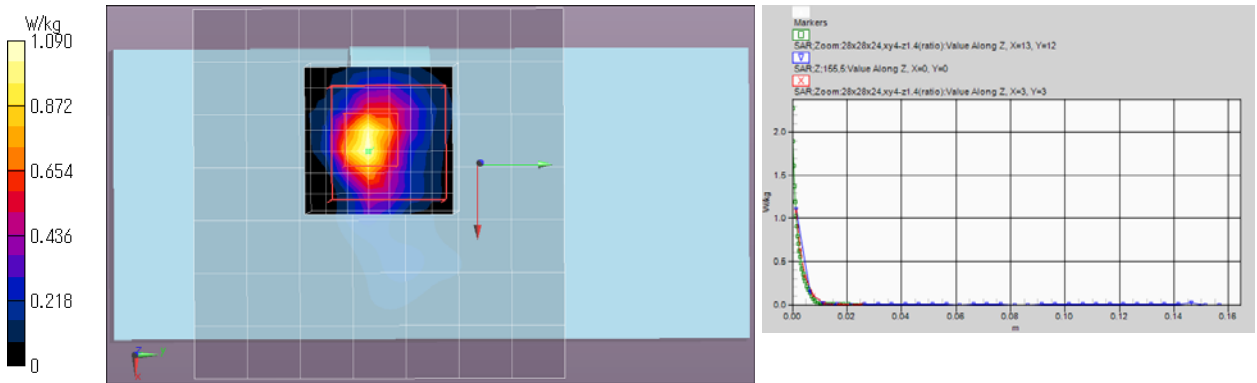 W/kg
1.090
0.872
0.654
0.436
0.218
0
Z
Y
X
Markers
SAR;Zoom:28x28x24,xy4-z1.4(ratio):Value Along Z, X=13, Y=12
SAR;Z;155,5:Value Along Z, X=0, Y=0
SAR;Zoom:28x28x24,xy4-z1.4(ratio):Value Along Z, X=3, Y=3
2.0
1.5
1.0
0.5
0.0
W/kg
0.00 0.02 0.04 0.06 0.08 0.10 0.12 0.14 0.16
m